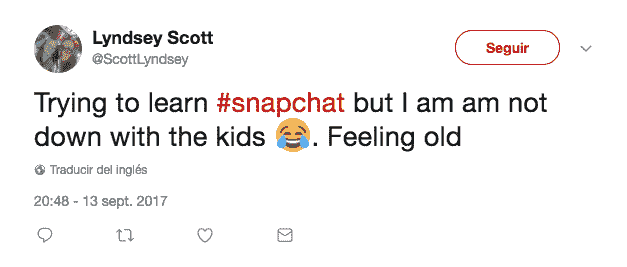 Lyndsey Scott
@ScottLyndsey
Seguir
Trying to learn #snapchat but I am am not
down with the kids 😂. Feeling old
Traducir del inglés
20:48 - 13 sept. 2017